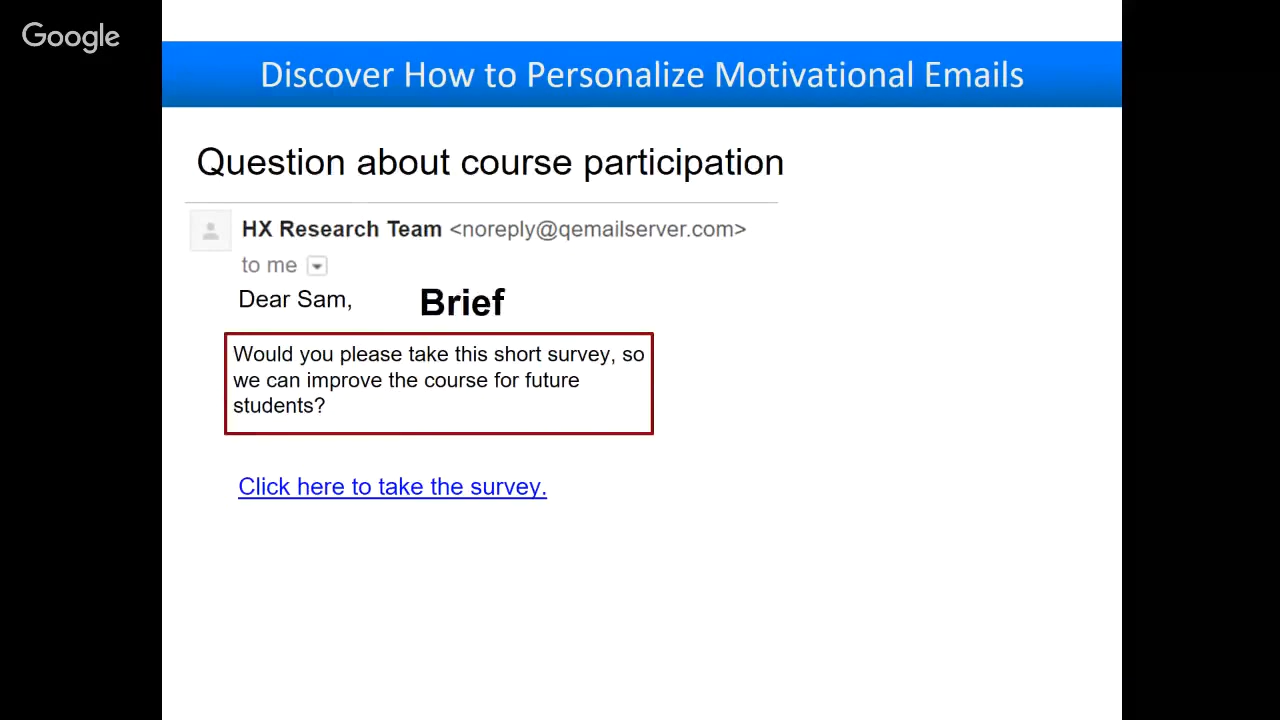 Google
Discover How to Personalize Motivational Emails
Question about course participation
HX Research Team <noreply@qemailserver.com>
to me
Dear Sam,
Brief
Would you please take this short survey, so
we can improve the course for future
students?
Click here to take the survey.